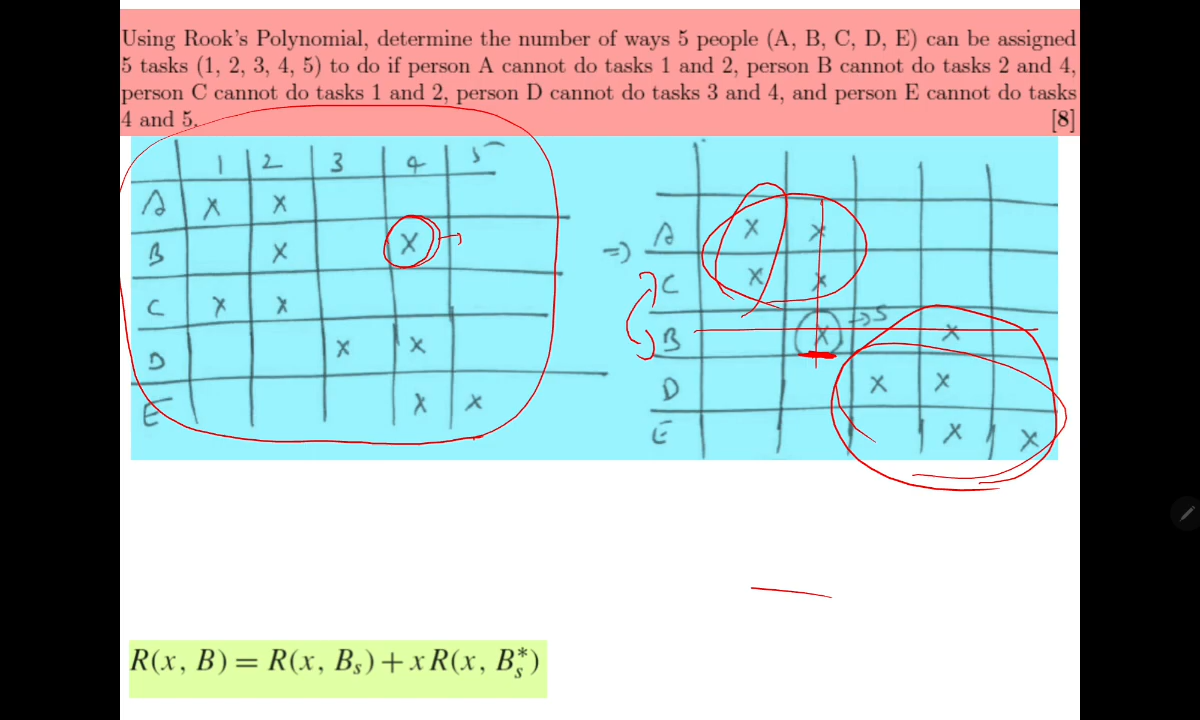 Using Rook's Polynomial, determine the number of ways 5 people (A, B, C, D, E) can be assigned
5 tasks (1, 2, 3, 4, 5) to do if person A cannot do tasks 1 and 2, person B cannot do tasks 2 and 4,
person C cannot do tasks 1 and 2, person D cannot do tasks 3 and 4, and person E cannot do tasks
4 and 5. [8]
1 2 3 4 5
A X X
B X X
C X X
D X X
E X X
=>
A X X
C X X
B X → S X
D X X
E X X
R(x, B) = R(x, Bₛ) + x R(x, Bₛ*)